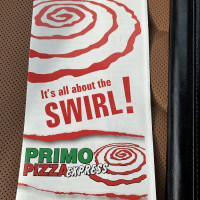 It's all about the
SWIRL!
PRIMO
PIZZA EXPRESS